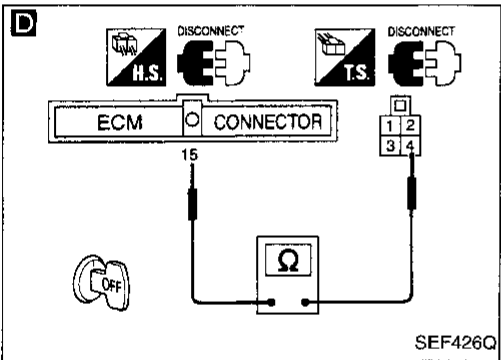 D
DISCONNECT
DISCONNECT
H.S.
T.S.
ECM CONNECTOR
1 2
3 4
15
Ω
OFF
SEF426Q